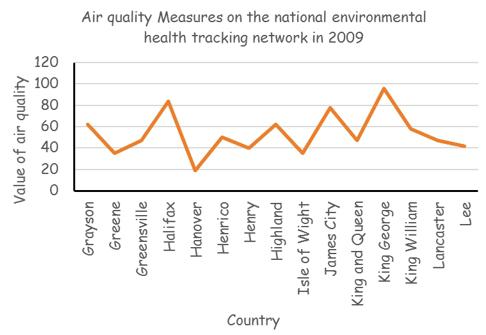 Air quality Measures on the national environmental
health tracking network in 2009
Value of air quality
120
100
80
60
40
20
0
Grayson
Greene
Greensville
Halifax
Hanover
Henrico
Henry
Highland
Isle of Wight
James City
King and Queen
King George
King William
Lancaster
Lee
Country